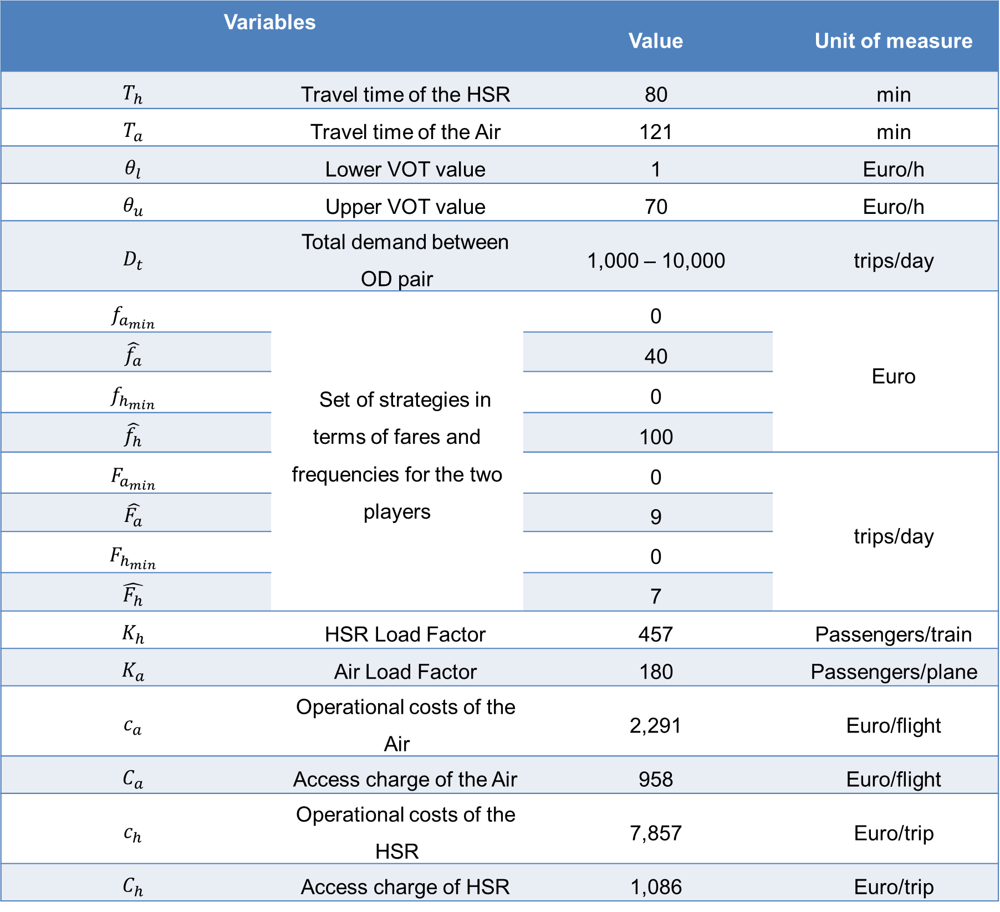 Variables
Value
Unit of measure
T_h
Travel time of the HSR
80
min
T_a
Travel time of the Air
121
min
θ_l
Lower VOT value
1
Euro/h
θ_u
Upper VOT value
70
Euro/h
D_t
Total demand between
OD pair
1,000 – 10,000
trips/day
f_{a_{min}}
0
\hat{f_a}
40
f_{h_{min}}
0
\hat{f_h}
100
Euro
Set of strategies in
terms of fares and
frequencies for the two
players
F_{a_{min}}
0
\hat{F_a}
9
F_{h_{min}}
0
\hat{F_h}
7
trips/day
K_h
HSR Load Factor
457
Passengers/train
K_a
Air Load Factor
180
Passengers/plane
c_a
Operational costs of the
Air
2,291
Euro/flight
C_a
Access charge of the Air
958
Euro/flight
c_h
Operational costs of the
HSR
7,857
Euro/trip
C_h
Access charge of HSR
1,086
Euro/trip